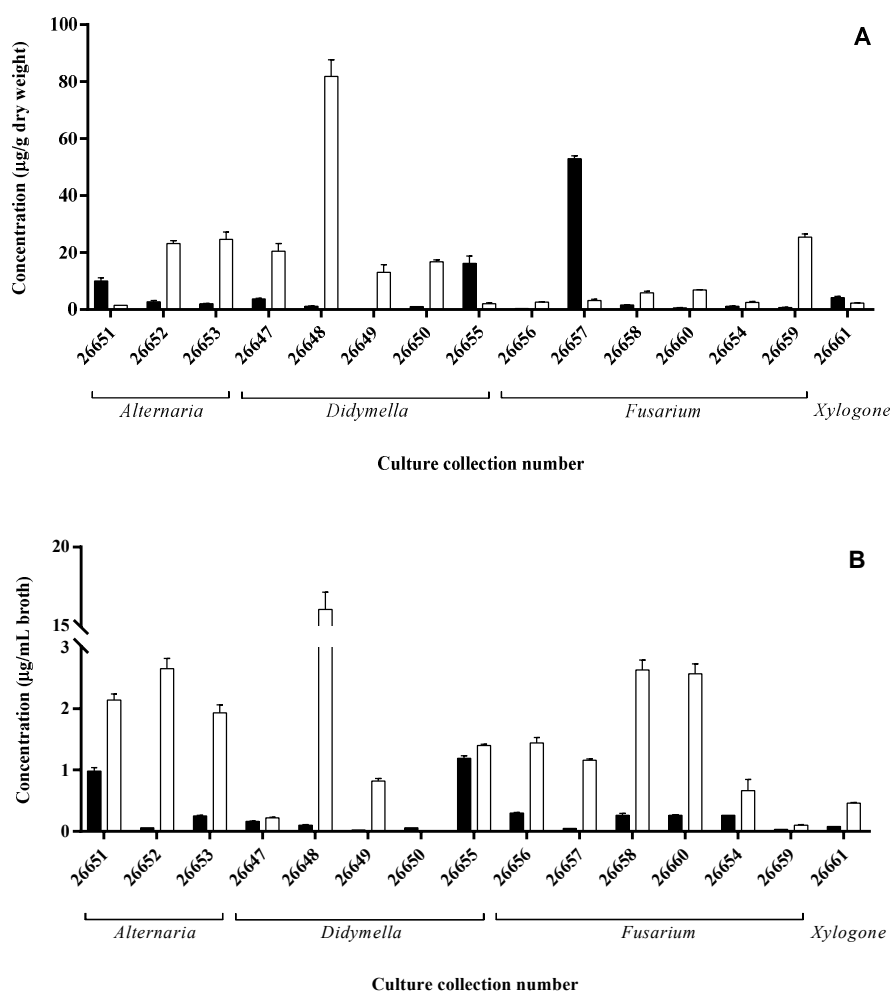 A
Concentration (µg/g dry weight)
100
80
60
40
20
0
26651 26652 26653 26647 26648 26649 26650 26655 26656 26657 26658 26660 26654 26659 26661
Alternaria Didymella Fusarium Xylogone
Culture collection number
B
Concentration (µg/mL broth)
20
15
3
2
1
0
26651 26652 26653 26647 26648 26649 26650 26655 26656 26657 26658 26660 26654 26659 26661
Alternaria Didymella Fusarium Xylogone
Culture collection number